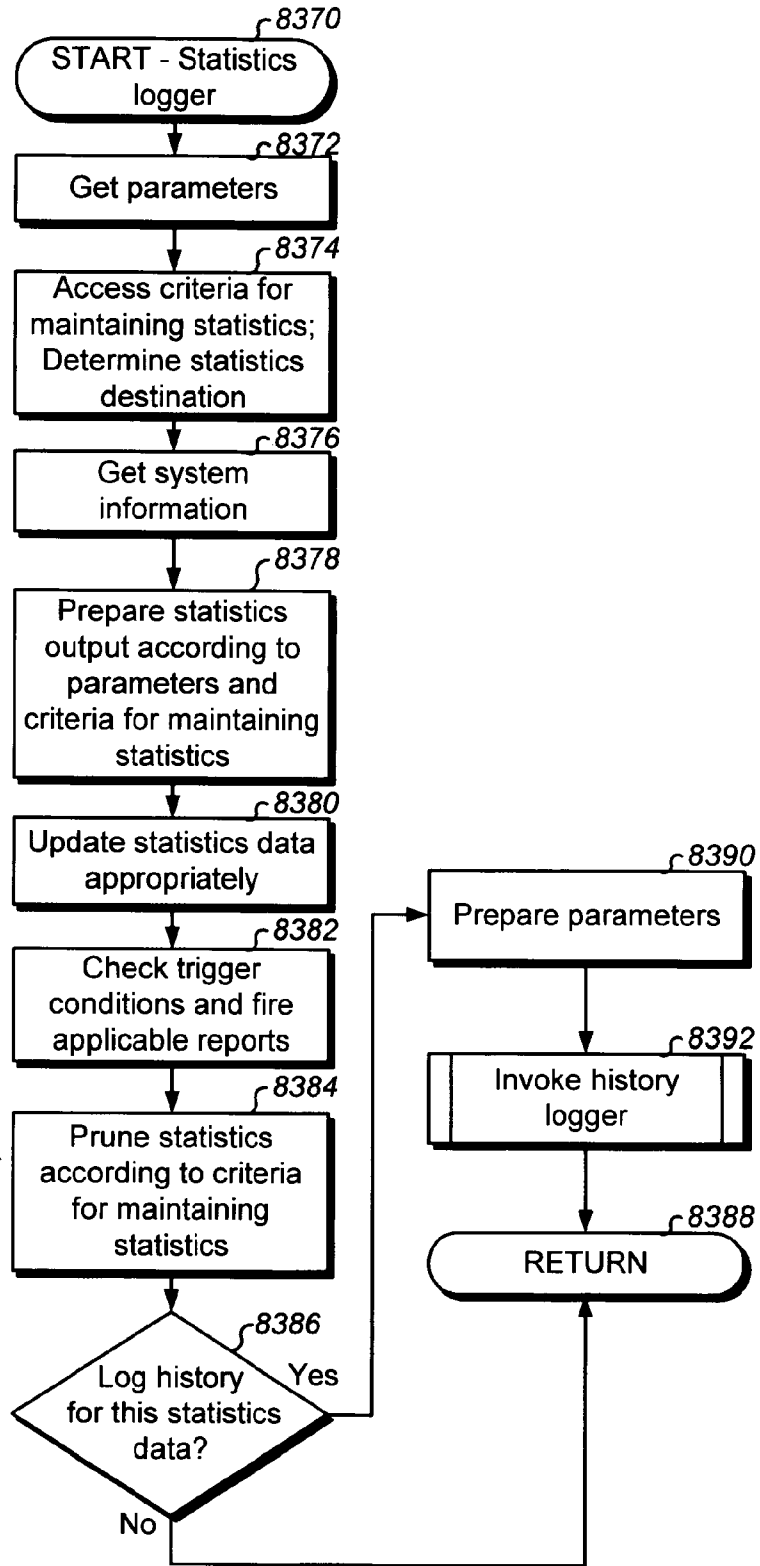 8370
START - Statistics
logger
8372
Get parameters
8374
Access criteria for
maintaining statistics;
Determine statistics
destination
8376
Get system
information
8378
Prepare statistics
output according to
parameters and
criteria for maintaining
statistics
8380
Update statistics data
appropriately
8382
Check trigger
conditions and fire
applicable reports
8384
Prune statistics
according to criteria
for maintaining
statistics
8386
Log history
for this statistics
data?
Yes
No
8390
Prepare parameters
8392
Invoke history
logger
8388
RETURN